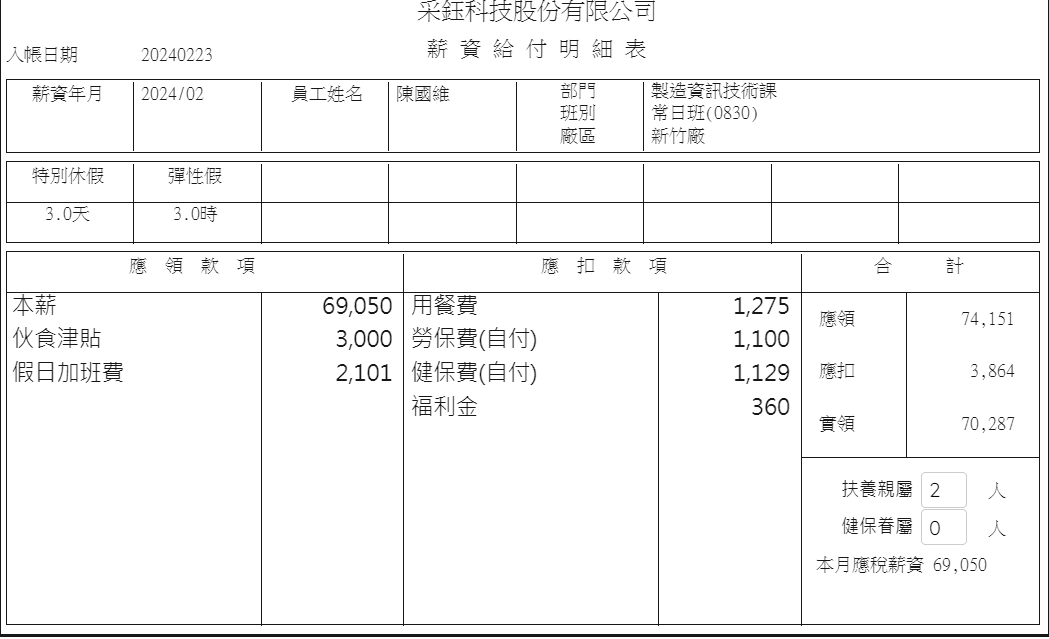 采鈺科技股份有限公司
薪 資 給 付 明 細 表
入帳日期 20240223
薪資年月 2024/02 員工姓名 陳國維 部門 製造資訊技術課
班別 常日班(0830)
廠區 新竹廠
特別休假 彈性假
3.0天 3.0時
應 領 款 項 應 扣 款 項 合 計
本薪 69,050 用餐費 1,275
伙食津貼 3,000 勞保費(自付) 1,100
假日加班費 2,101 健保費(自付) 1,129
福利金 360
應領 74,151
應扣 3,864
實領 70,287
扶養親屬 2 人
健保眷屬 0 人
本月應稅薪資 69,050